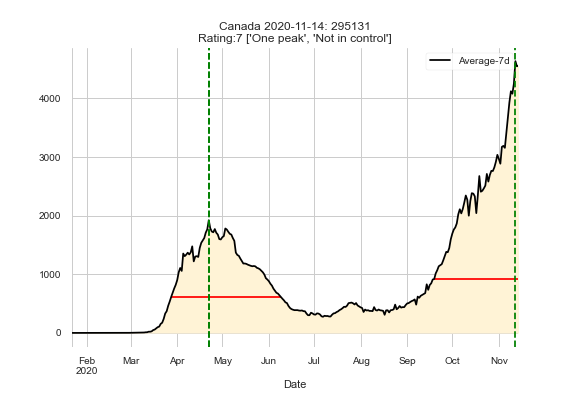 Canada 2020-11-14: 295131
Rating:7 ['One peak', 'Not in control']
Average-7d
4000
3000
2000
1000
0
Feb Mar Apr May Jun Jul Aug Sep Oct Nov
2020
Date